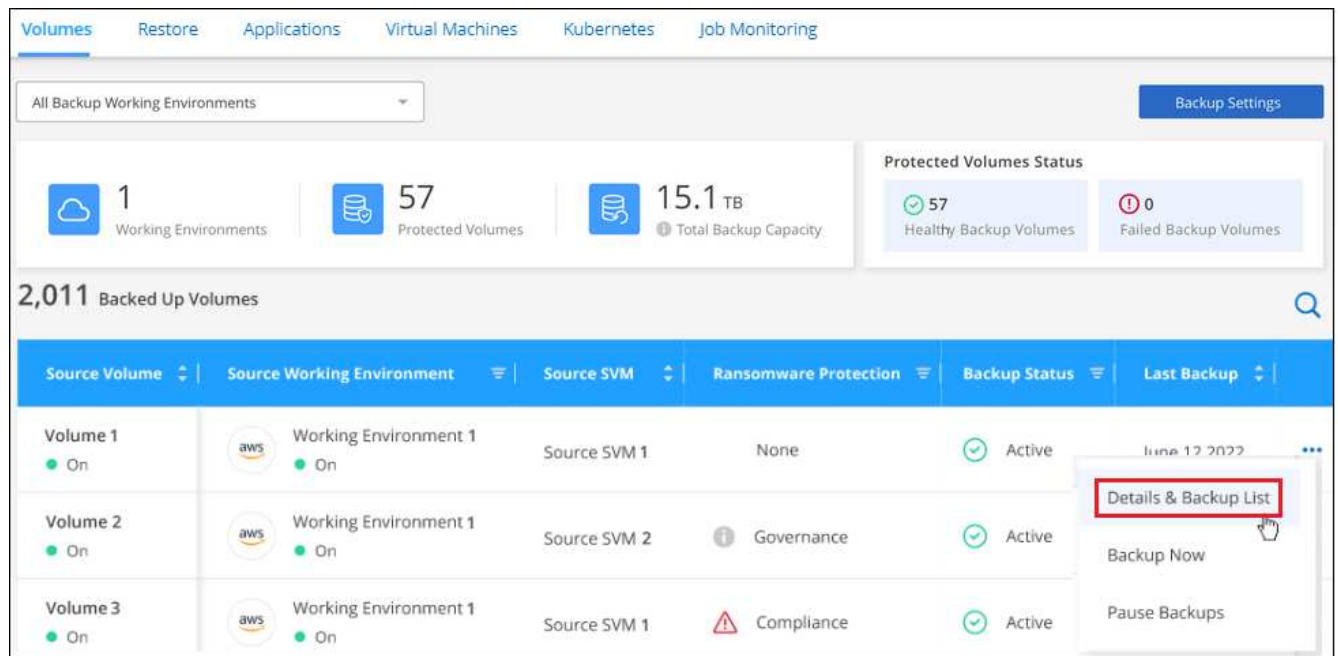 Volumes Restore Applications Virtual Machines Kubernetes Job Monitoring
All Backup Working Environments Backup Settings
Protected Volumes Status
1 57 15.1 TB 57 0
Working Environments Protected Volumes Total Backup Capacity Healthy Backup Volumes Failed Backup Volumes
2,011 Backed Up Volumes
Source Volume Source Working Environment Source SVM Ransomware Protection Backup Status Last Backup
Volume 1 aws Working Environment 1 Source SVM 1 None Active June 12 2022
On On
Details & Backup List
Volume 2 aws Working Environment 1 Source SVM 2 Governance Active
On On
Backup Now
Volume 3 aws Working Environment 1 Source SVM 1 Compliance Active
On On
Pause Backups